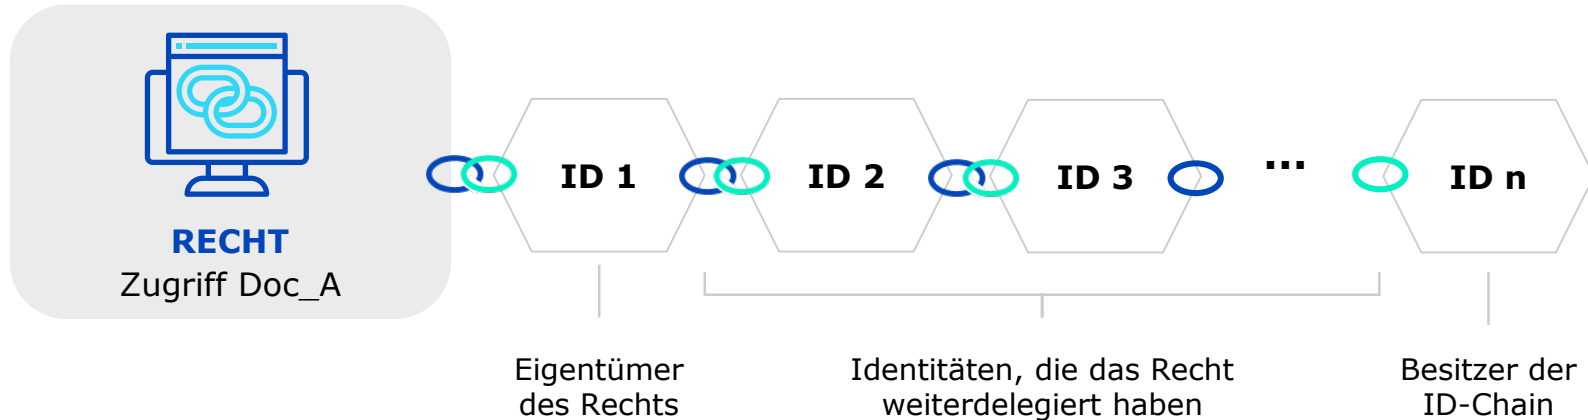 RECHT
Zugriff Doc_A
ID 1
ID 2
ID 3
...
ID n
Eigentümer
des Rechts
Identitäten, die das Recht
weiterdelegiert haben
Besitzer der
ID-Chain